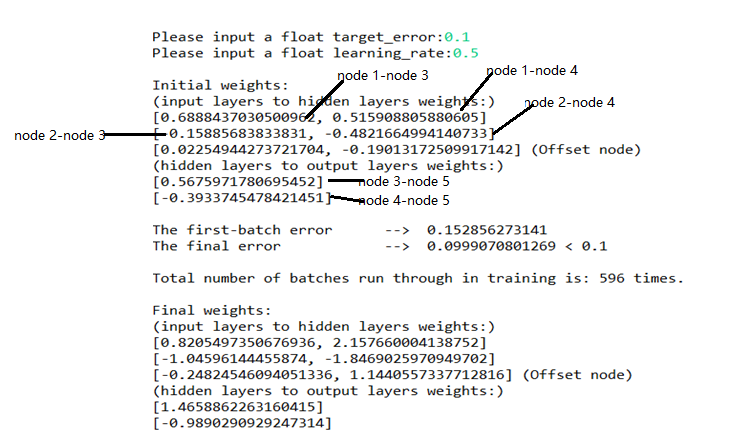 Please input a float target_error:0.1
Please input a float learning_rate:0.5
Initial weights:
node 1-node 3
node 1-node 4
(input layers to hidden layers weights:)
[0.6888437030500962, 0.515908805880605]
node 2-node 4
node 2-node 3
[-0.15885683833831, -0.4821664994140733]
[0.02254944273721704, -0.19013172509917142] (Offset node)
(hidden layers to output layers weights:)
[0.5675971780695452]
node 3-node 5
[-0.3933745478421451]
node 4-node 5
The first-batch error --> 0.152856273141
The final error --> 0.0999070801269 < 0.1
Total number of batches run through in training is: 596 times.
Final weights:
(input layers to hidden layers weights:)
[0.8205497350676936, 2.157660004138752]
[-1.04596144455874, -1.8469025970949702]
[-0.24824546094051336, 1.1440557337712816] (Offset node)
(hidden layers to output layers weights:)
[1.4658862263160415]
[-0.9890290929247314]